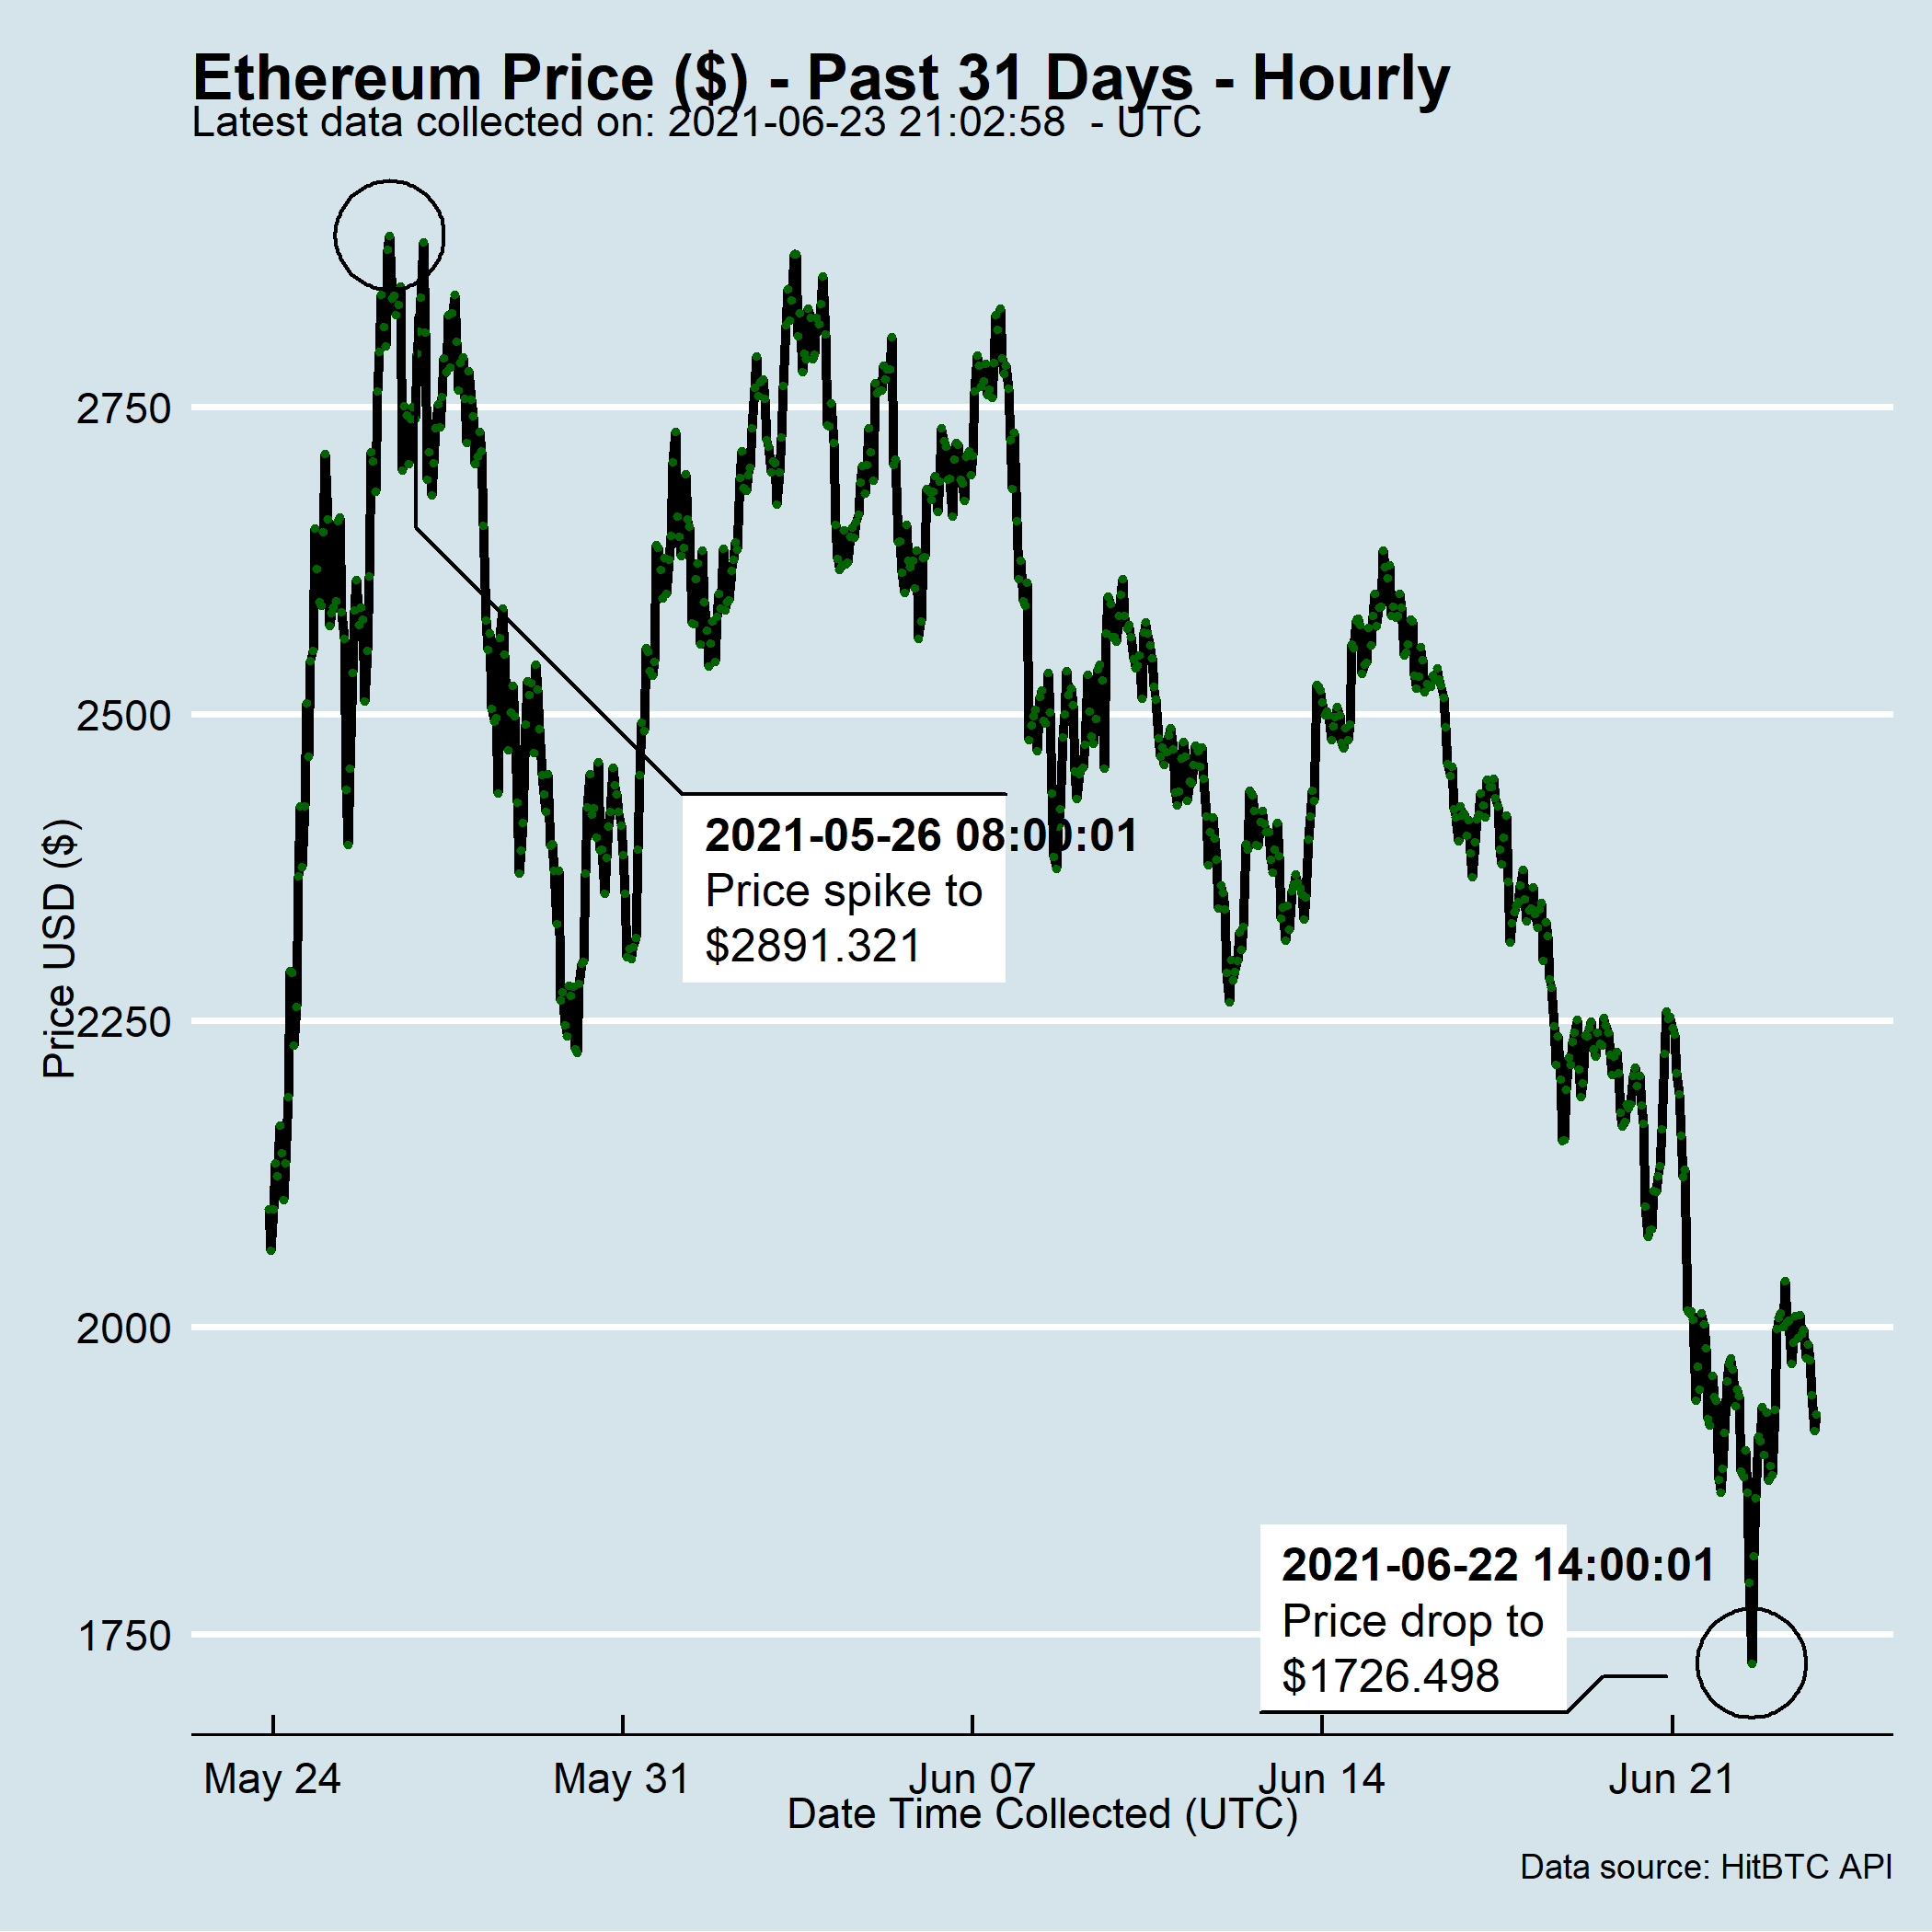 Ethereum Price ($) - Past 31 Days - Hourly
Latest data collected on: 2021-06-23 21:02:58  - UTC
Price USD ($)
2750
2500
2250
2000
1750
2021-05-26 08:00:01
Price spike to
$2891.321
2021-06-22 14:00:01
Price drop to
$1726.498
May 24
May 31
Jun 07
Jun 14
Jun 21
Date Time Collected (UTC)
Data source: HitBTC API